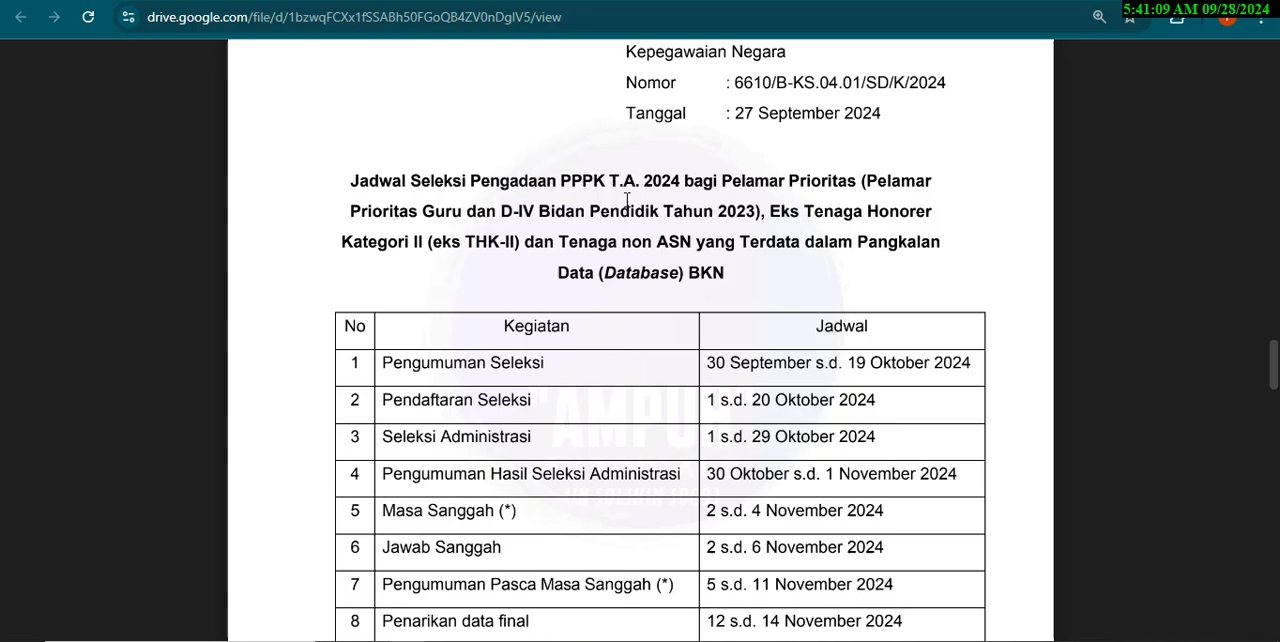 drive.google.com/file/d/1bzwqFCXx1fSSABh50FGoQB4ZV0nDglV5/view
5:41:09 AM 09/28/2024
Kepegawaian Negara
Nomor : 6610/B-KS.04.01/SD/K/2024
Tanggal : 27 September 2024
Jadwal Seleksi Pengadaan PPPK T.A. 2024 bagi Pelamar Prioritas (Pelamar
Prioritas Guru dan D-IV Bidan Pendidik Tahun 2023), Eks Tenaga Honorer
Kategori II (eks THK-II) dan Tenaga non ASN yang Terdata dalam Pangkalan
Data (Database) BKN
No Kegiatan Jadwal
1 Pengumuman Seleksi 30 September s.d. 19 Oktober 2024
2 Pendaftaran Seleksi 1 s.d. 20 Oktober 2024
3 Seleksi Administrasi 1 s.d. 29 Oktober 2024
4 Pengumuman Hasil Seleksi Administrasi 30 Oktober s.d. 1 November 2024
5 Masa Sanggah (*) 2 s.d. 4 November 2024
6 Jawab Sanggah 2 s.d. 6 November 2024
7 Pengumuman Pasca Masa Sanggah (*) 5 s.d. 11 November 2024
8 Penarikan data final 12 s.d. 14 November 2024